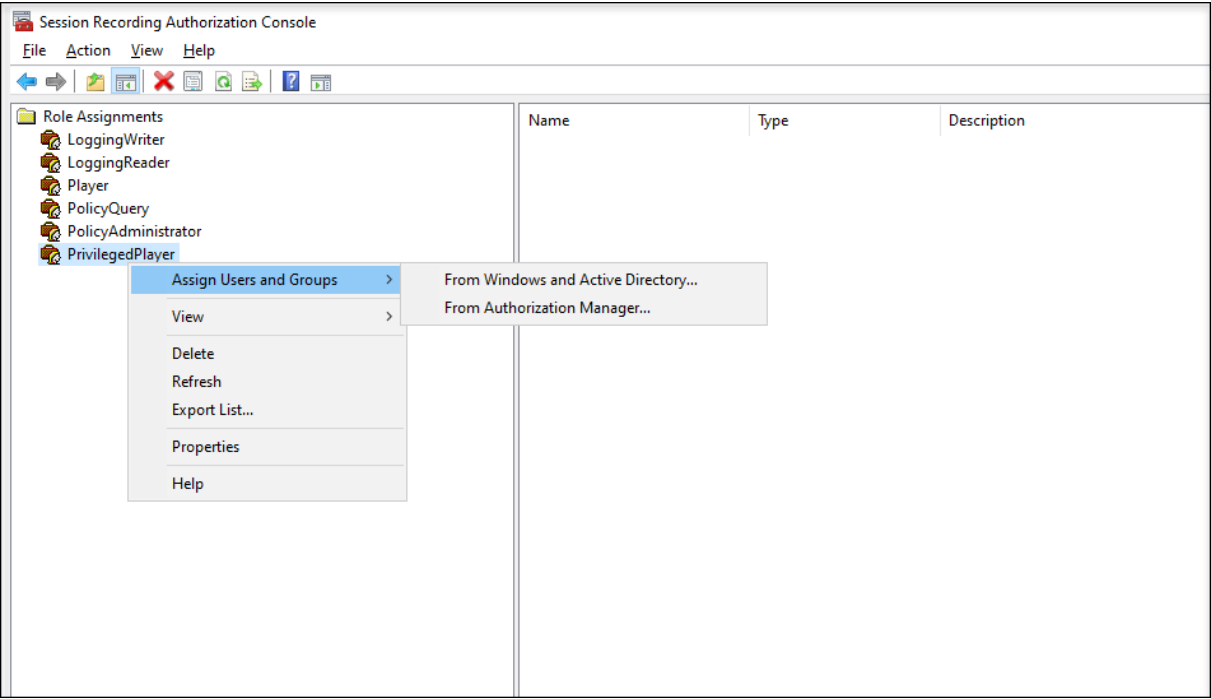 Session Recording Authorization Console
File Action View Help
Role Assignments
LoggingWriter
LoggingReader
Player
PolicyQuery
PolicyAdministrator
PrivilegedPlayer
Name Type Description
Assign Users and Groups
View
Delete
Refresh
Export List...
Properties
Help
From Windows and Active Directory...
From Authorization Manager...